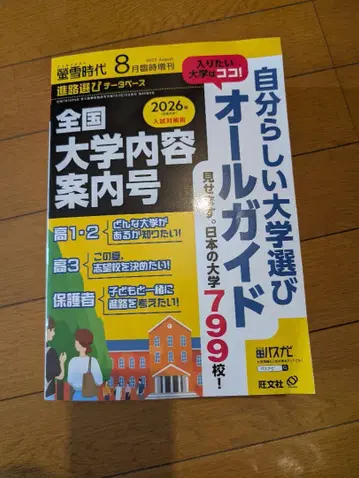 螢雪時代
8月臨時増刊
2025 August
進路選びデータベース
2026年
入試対策用
全国
大学内容
案内号
入りたい
大学はココ!
自分らしい大学選び
オールガイド
見せます。日本の大学799校!
高1・2
どんな大学が
あるか知りたい!
高3
この夏、
志望校を決めたい!
保護者
子どもと一緒に
進路を考えたい!
パスナビ
旺文社